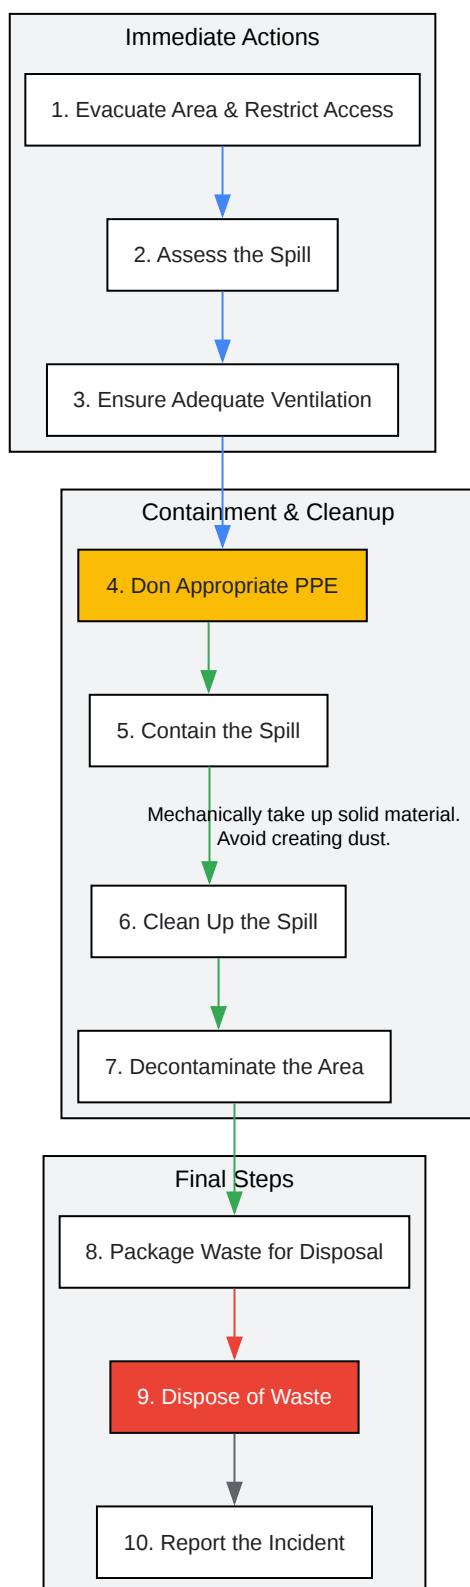 Immediate Actions
1. Evacuate Area & Restrict Access
2. Assess the Spill
3. Ensure Adequate Ventilation
Containment & Cleanup
4. Don Appropriate PPE
5. Contain the Spill
Mechanically take up solid material.
Avoid creating dust.
6. Clean Up the Spill
7. Decontaminate the Area
Final Steps
8. Package Waste for Disposal
9. Dispose of Waste
10. Report the Incident